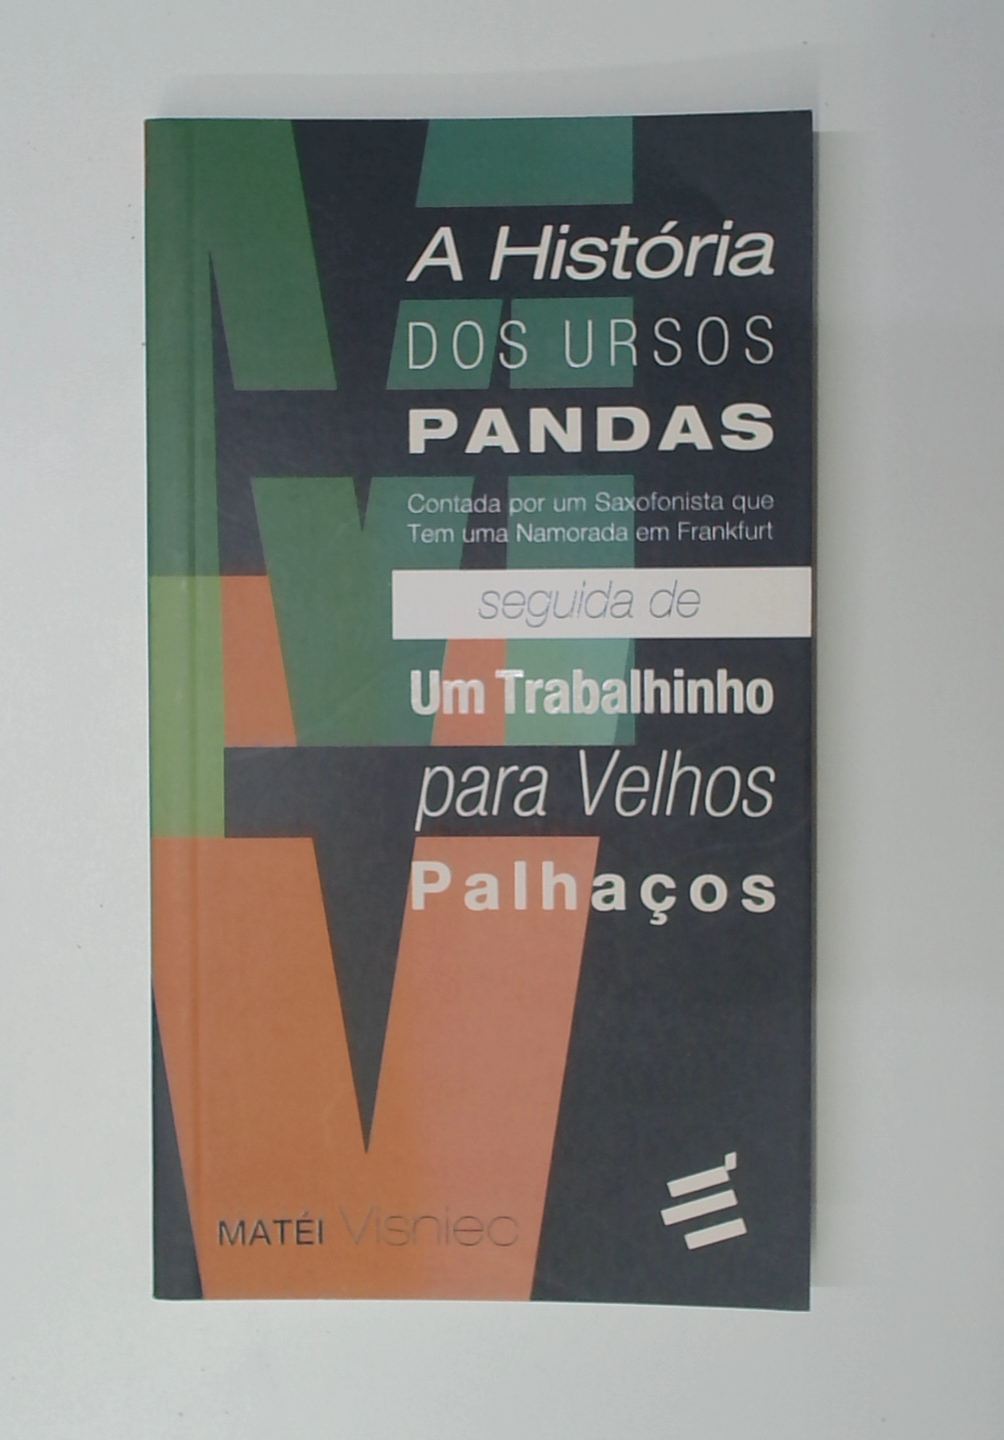 A História
DOS URSOS
PANDAS
Contada por um Saxofonista que
Tem uma Namorada em Frankfurt
seguida de
Um Trabalhinho
para Velhos
Palhaços
MATÉI Visniec